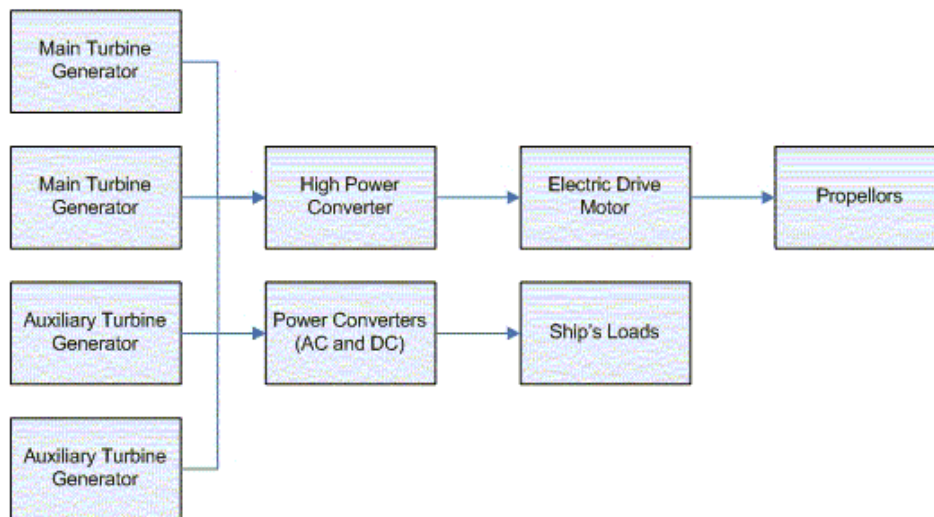 Main Turbine
Generator
Main Turbine
Generator
High Power
Converter
Electric Drive
Motor
Propellors
Auxiliary Turbine
Generator
Power Converters
(AC and DC)
Ship's Loads
Auxiliary Turbine
Generator